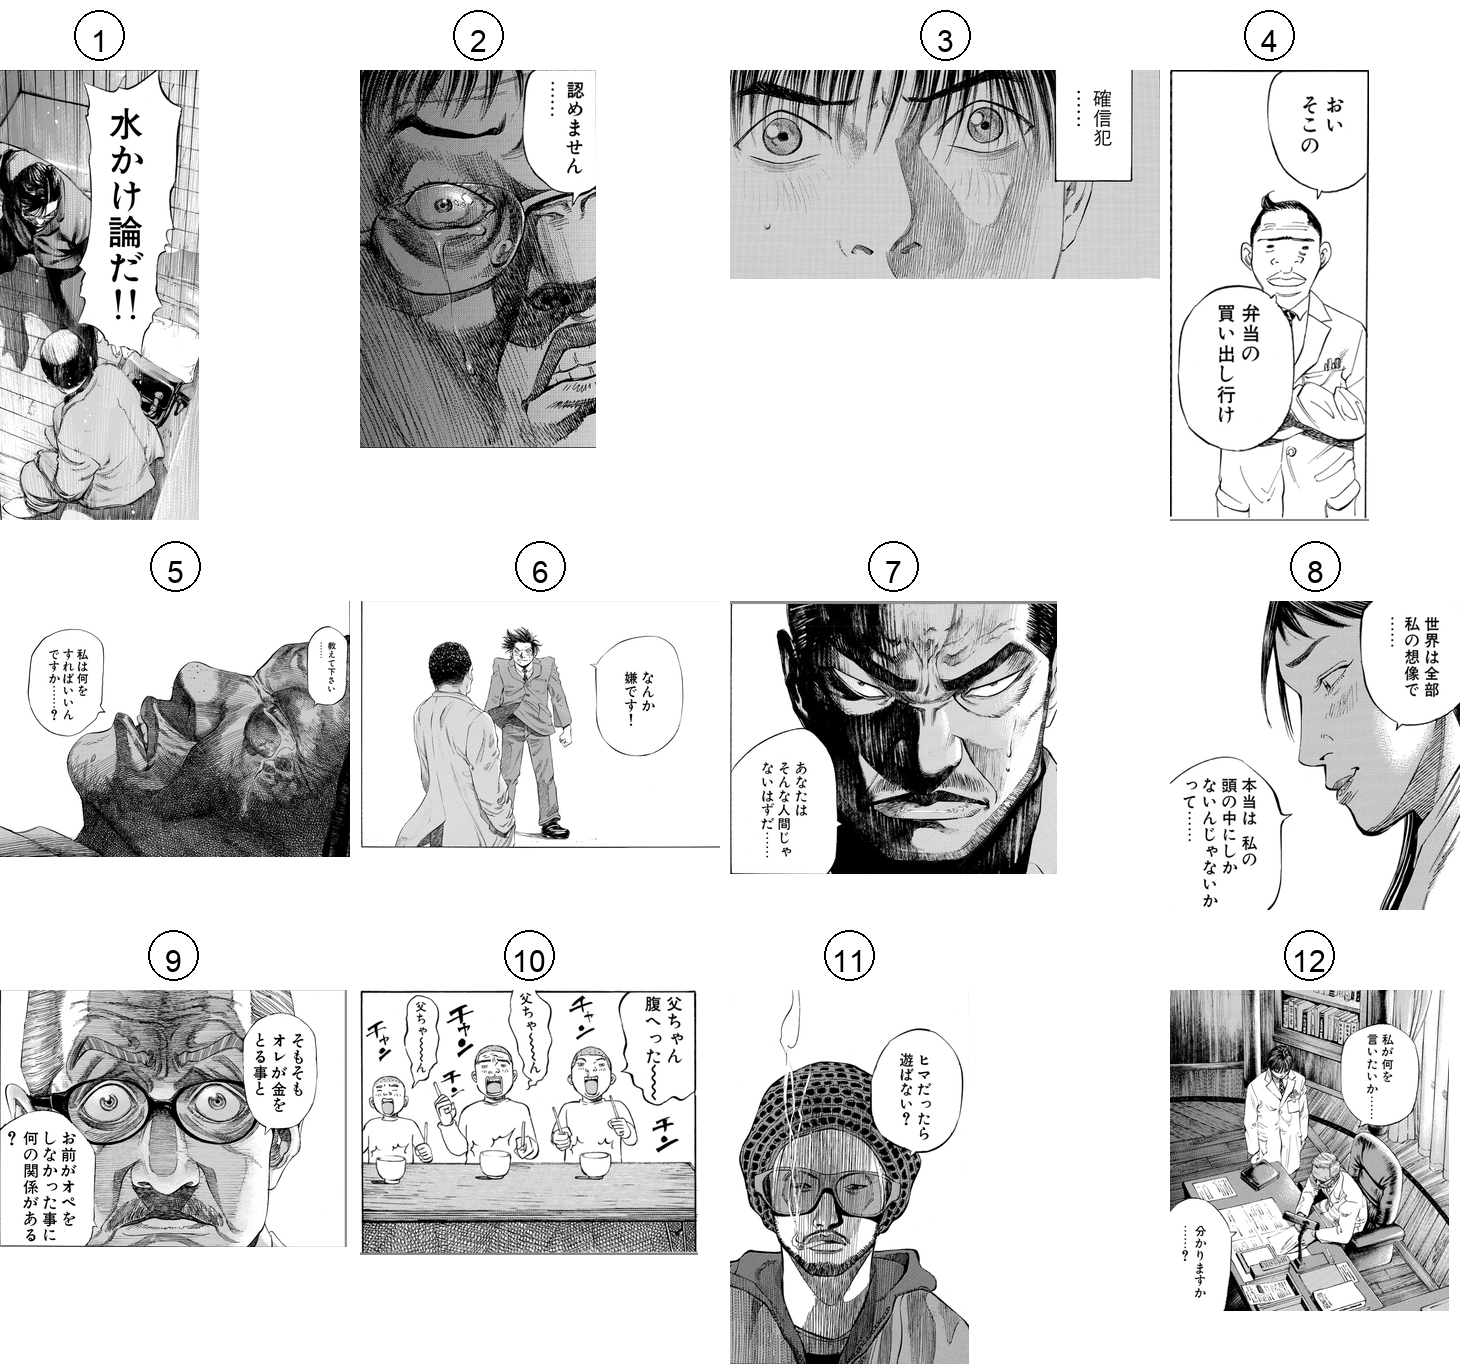 1
水かけ論だ!!
2
認めません
……
3
確信犯
……
4
おい
そこの
弁当の
買い出し行け
5
教えて下さい
……
私は何を
すればいいん
ですか……?
6
なんか
嫌です!
7
あなたは
そんな人間じゃ
ないはずだ……
8
世界は全部
私の想像で
……
本当は 私の
頭の中にしか
ないんじゃないか
って……
9
そもそも
オレが金を
とる事と
お前がオペを
しなかった事に
何の関係がある
?
10
父ちゃん
腹へった~~~
チャン
父ちゃ~~~ん
チャン
チン
父ちゃ~~~ん
チャン
チン
11
ヒマだったら
遊ばない?
12
私が何を
言いたいか……
分かりますか
……?